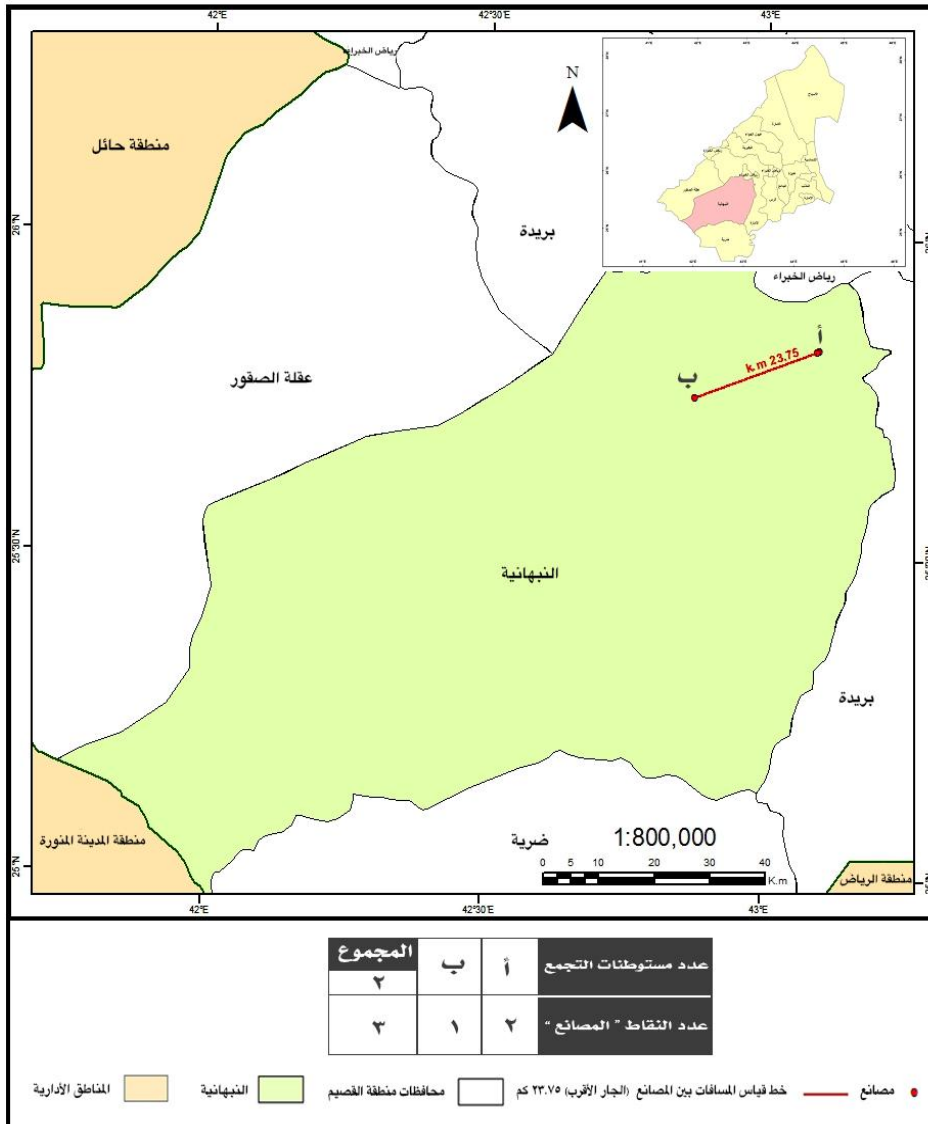 42°E
42°30'E
43°E
رياض الخبراء
N
منطقة حائل
26°N
بريدة
رياض الخبراء
أ
k.m 23.75
ب
عقلة الصقور
25°30'N
النبهانية
بريدة
منطقة المدينة المنورة
ضرية
1:800,000
0 5 10 20 30 40
K.m
منطقة الرياض
25°N
42°E
42°30'E
43°E
عدد مستوطنات التجمع أ ب المجموع
٢
عدد النقاط " المصانع " ٢ ١ ٣
مصانع خط قياس المسافات بين المصانع (الجار الأقرب) ٢٣.٧٥ كم محافظات منطقة القصيم النبهانية المناطق الأدارية